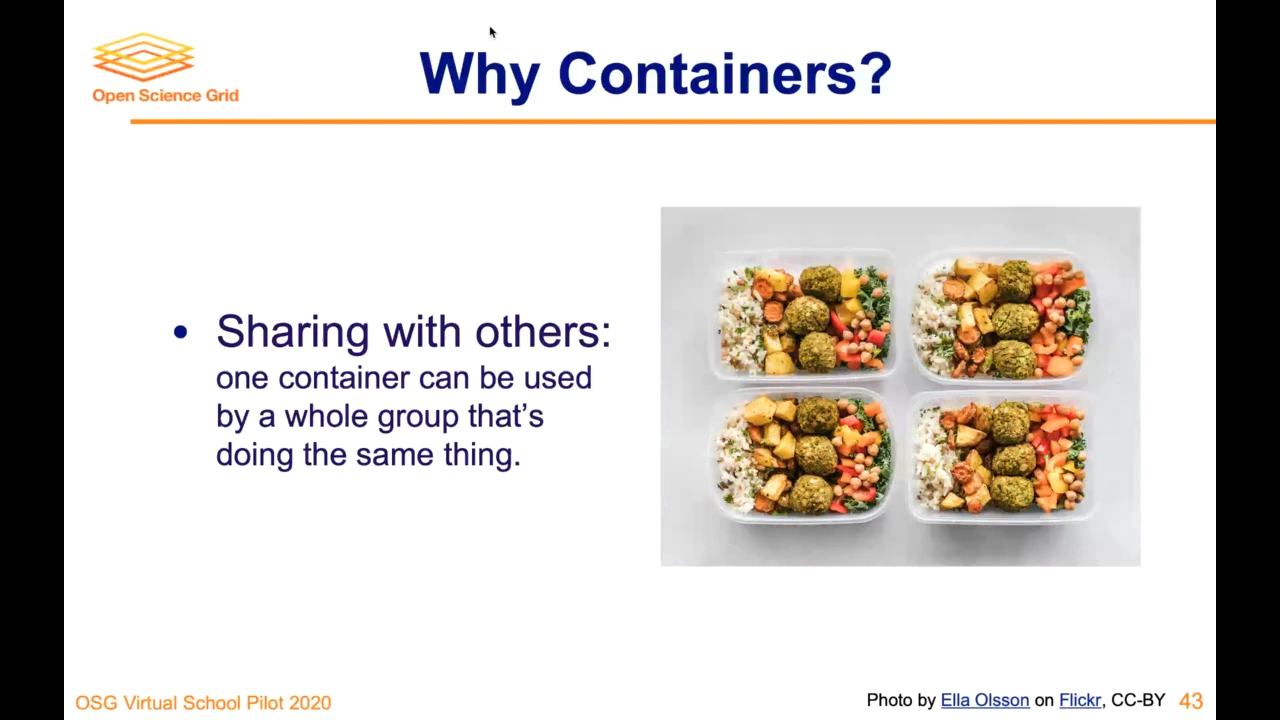 Open Science Grid
Why Containers?
• Sharing with others:
one container can be used
by a whole group that’s
doing the same thing.
OSG Virtual School Pilot 2020
Photo by Ella Olsson on Flickr, CC-BY 43